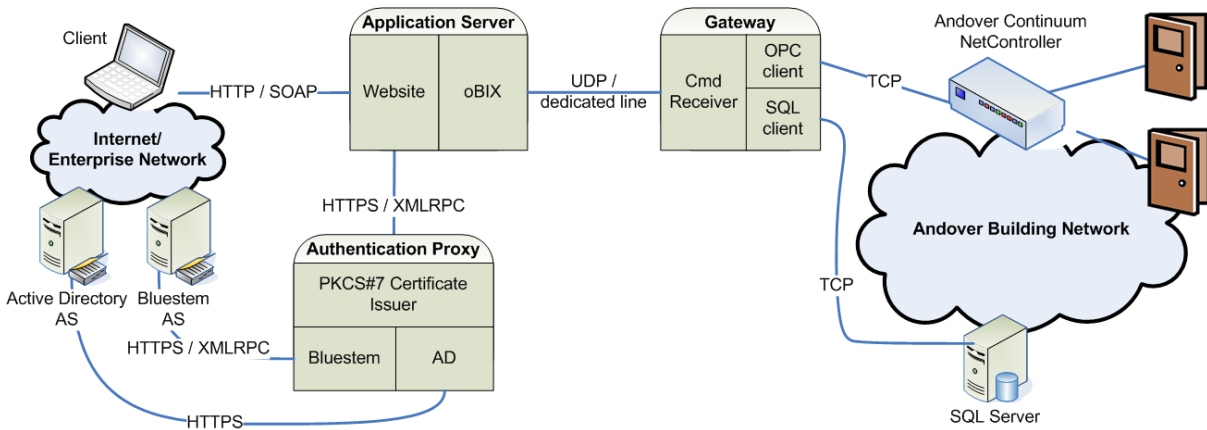 Client
Internet/
Enterprise Network
HTTP / SOAP
Application Server
Website
oBIX
UDP /
dedicated line
Gateway
Cmd
Receiver
OPC
client
SQL
client
TCP
Andover Continuum
NetController
Andover Building Network
TCP
SQL Server
HTTPS / XMLRPC
Authentication Proxy
PKCS#7 Certificate
Issuer
Bluestem
AD
Active Directory
AS
Bluestem
AS
HTTPS / XMLRPC
HTTPS